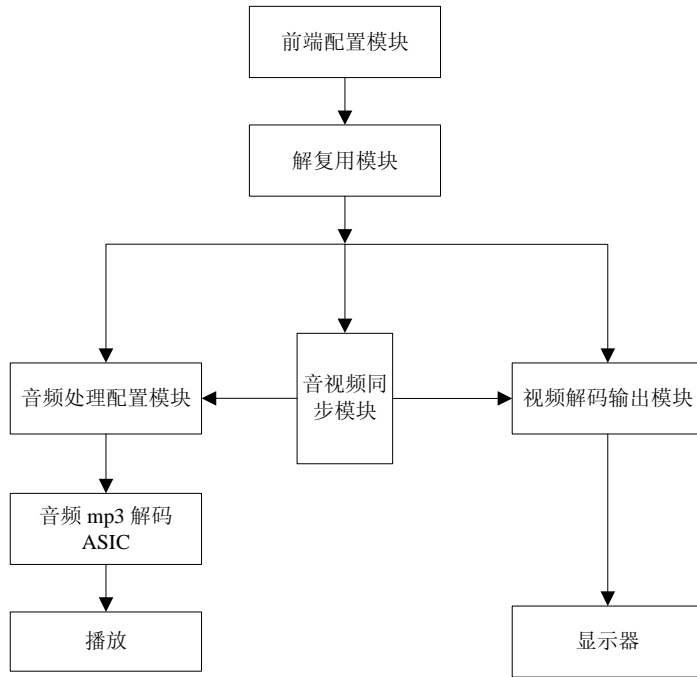 前端配置模块
解复用模块
音频处理配置模块
音视频同
步模块
视频解码输出模块
音频 mp3 解码
ASIC
播放
显示器